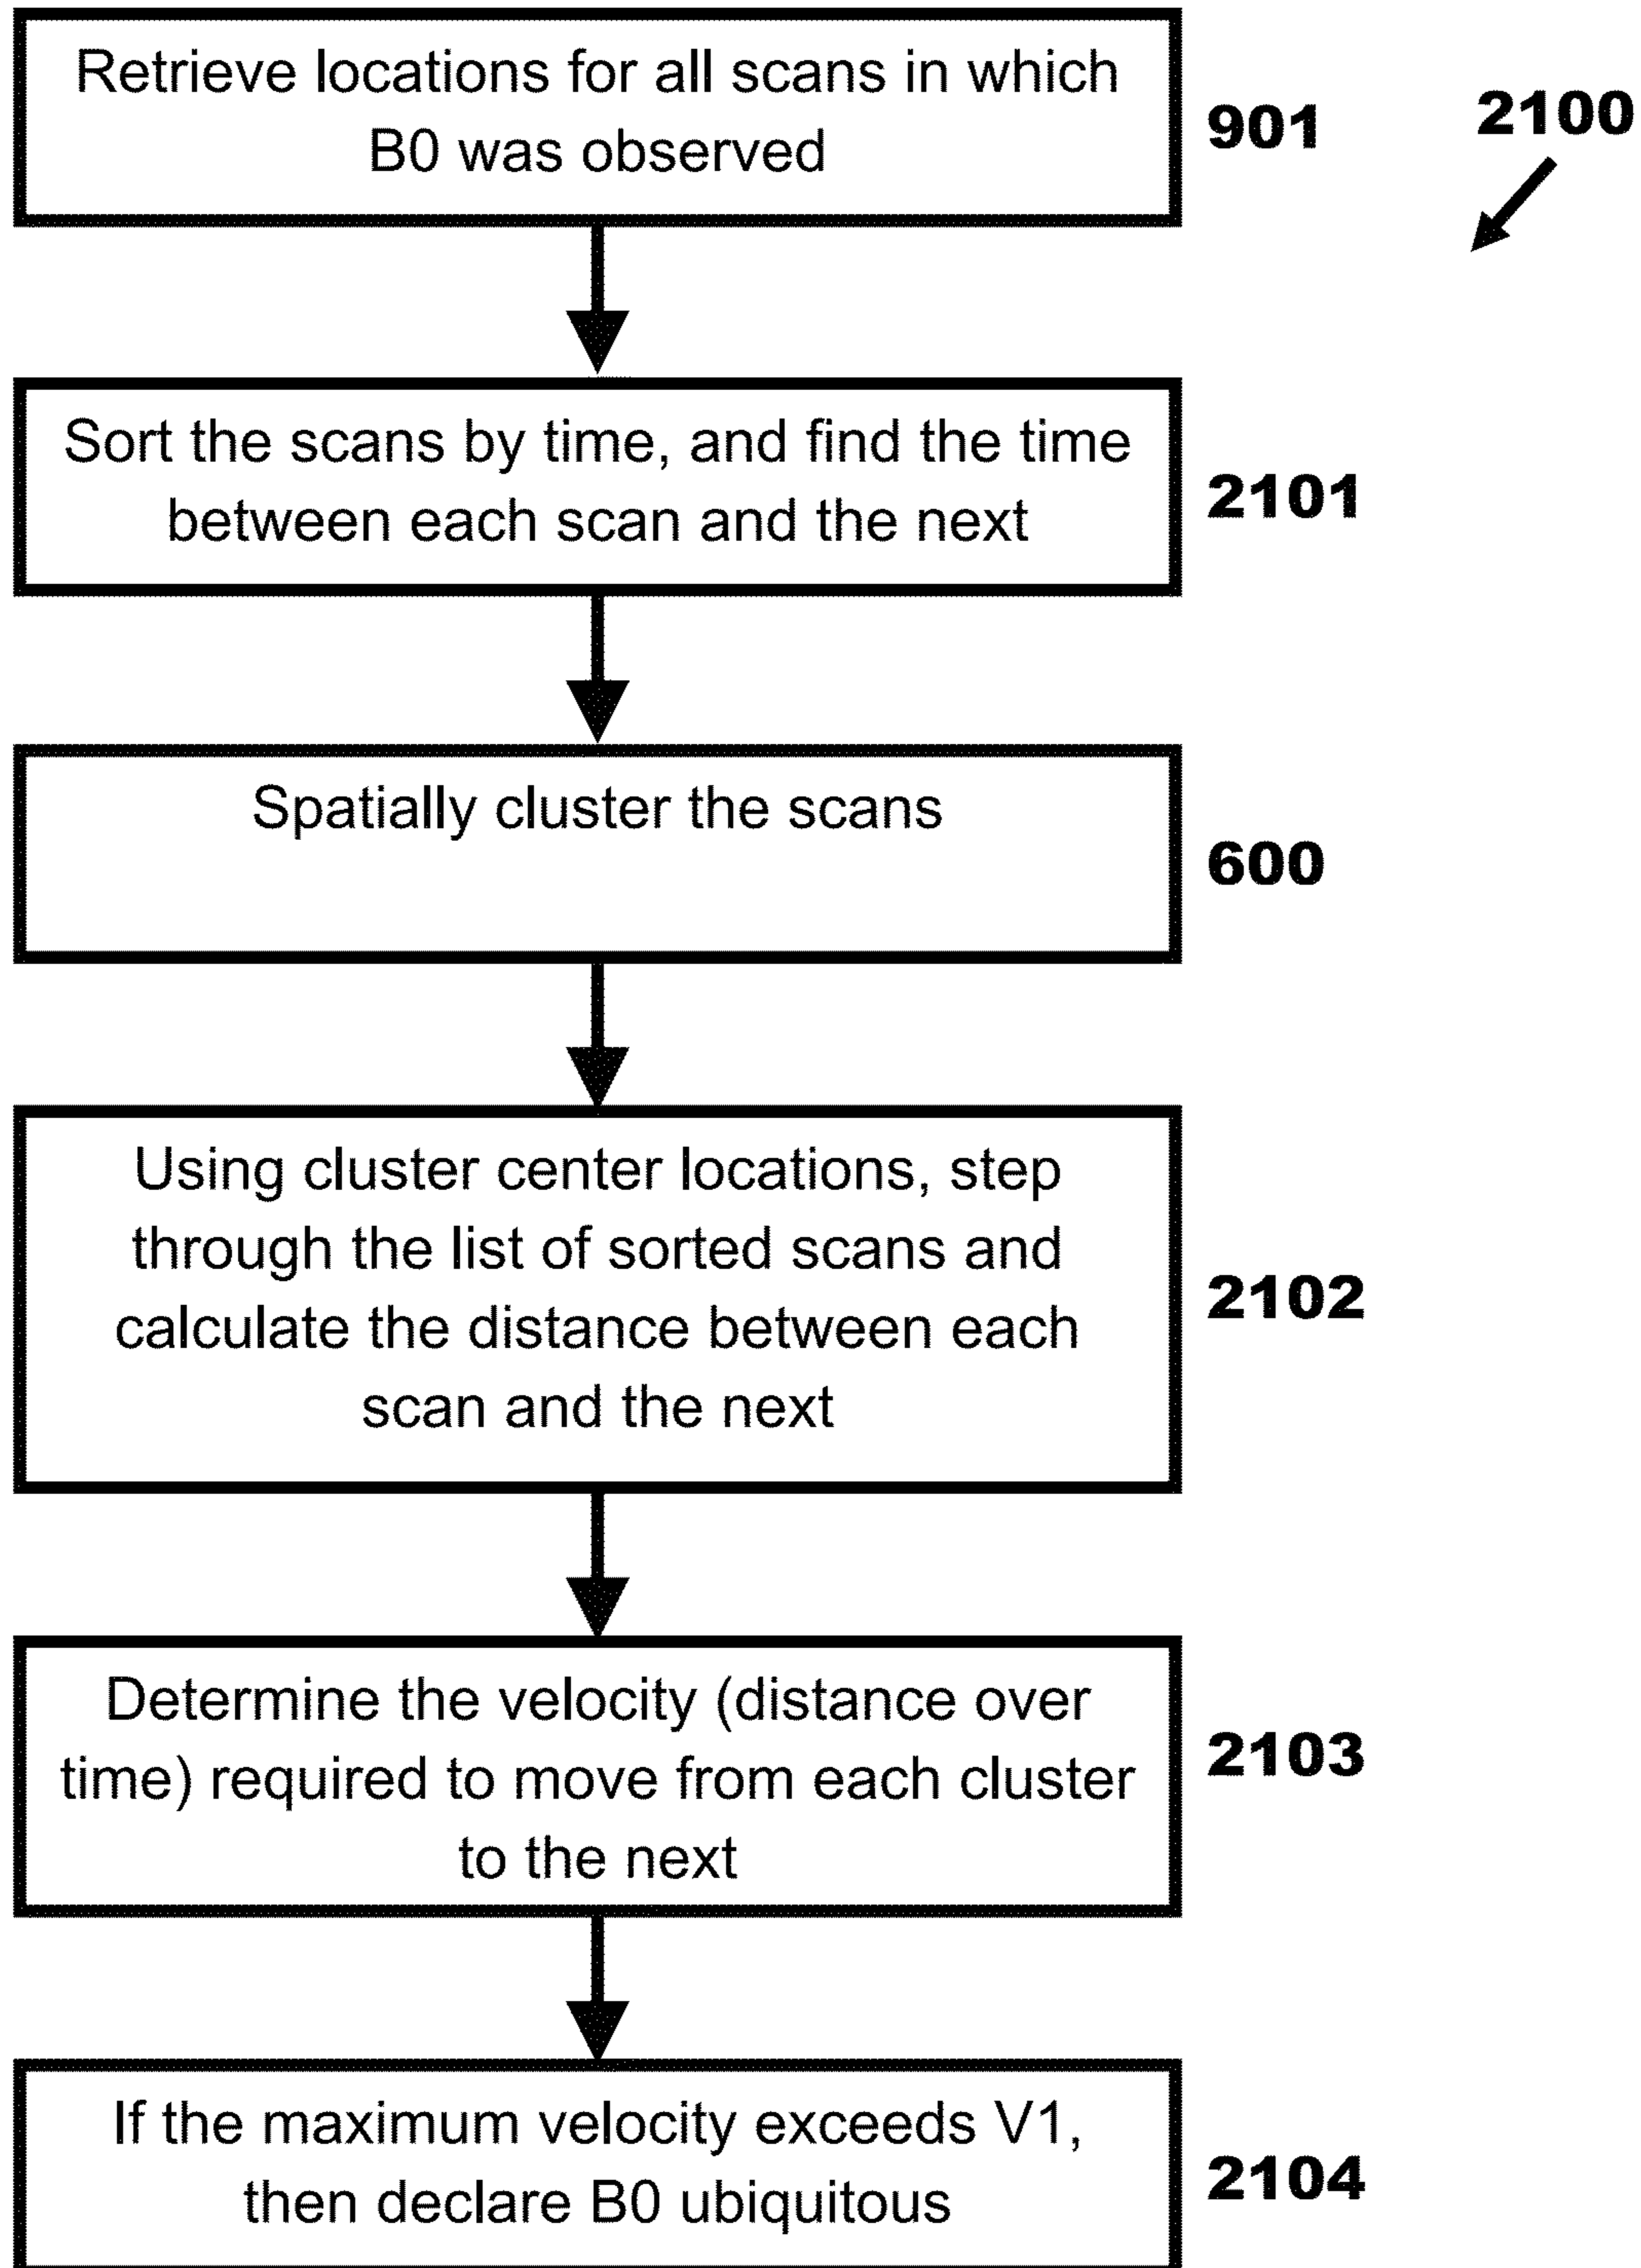 Retrieve locations for all scans in which
B0 was observed
901
2100
Sort the scans by time, and find the time
between each scan and the next
2101
Spatially cluster the scans
600
Using cluster center locations, step
through the list of sorted scans and
calculate the distance between each
scan and the next
2102
Determine the velocity (distance over
time) required to move from each cluster
to the next
2103
If the maximum velocity exceeds V1,
then declare B0 ubiquitous
2104